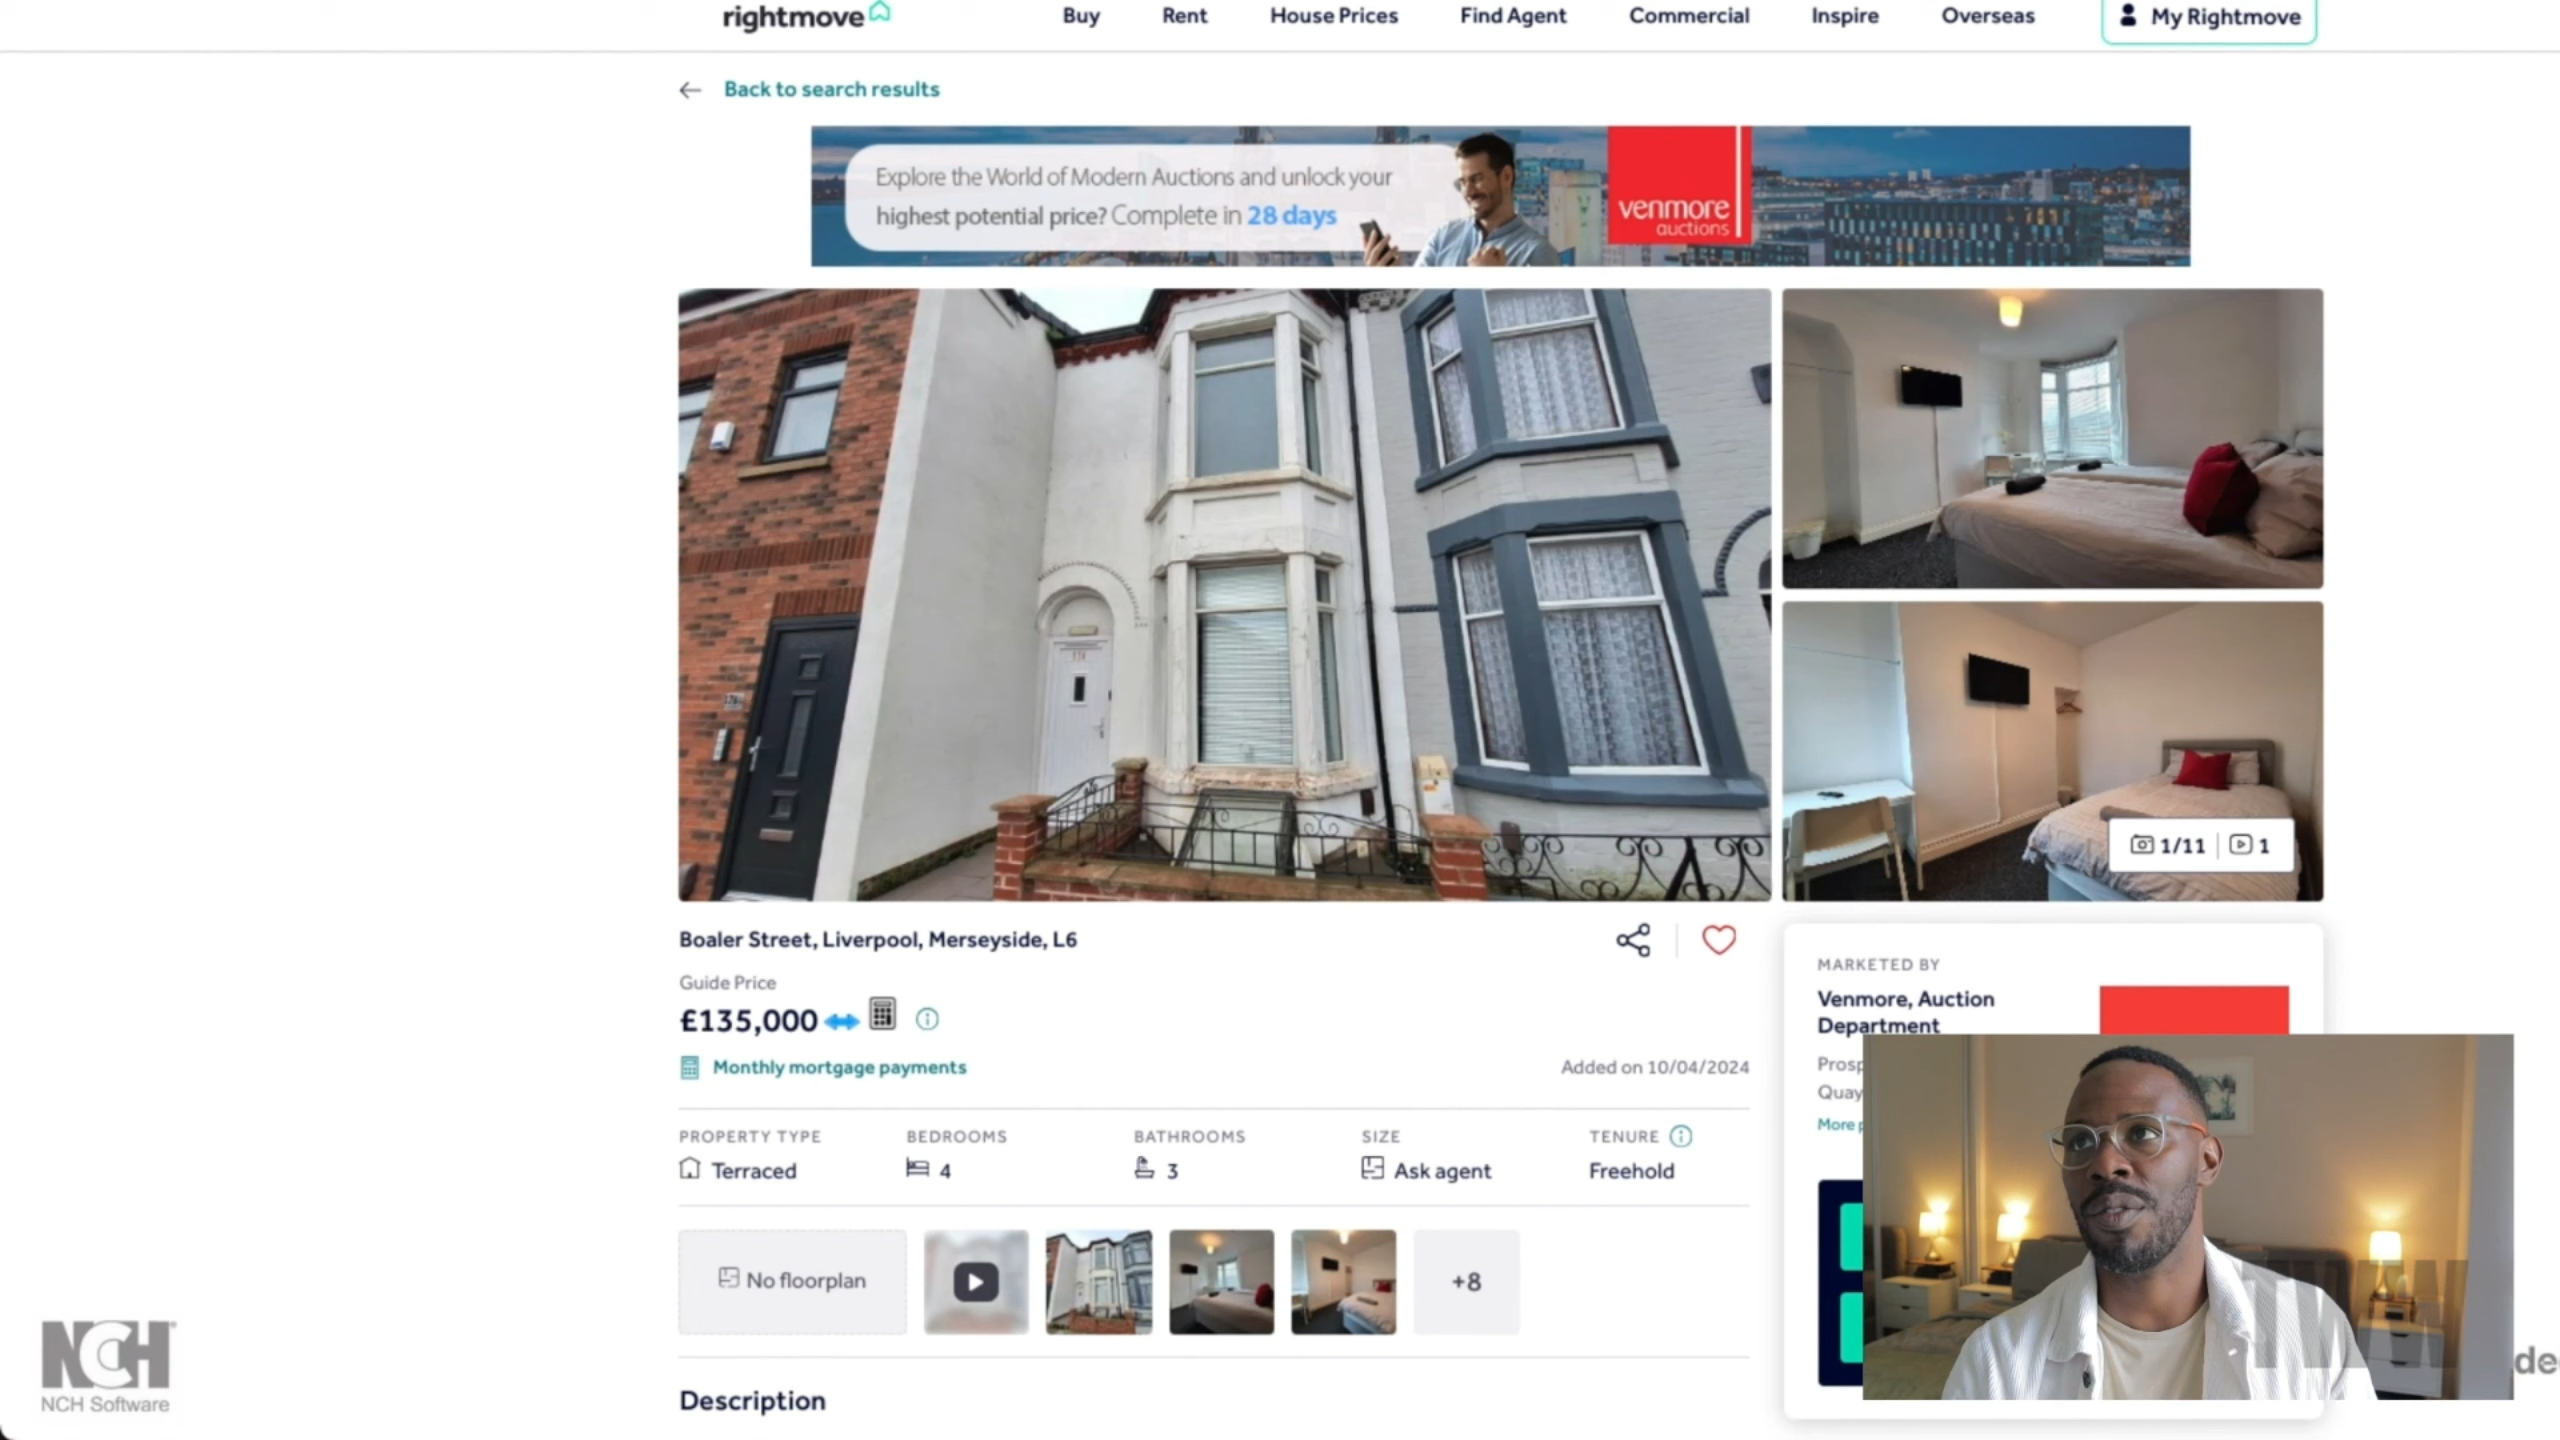 rightmove
Buy
Rent
House Prices
Find Agent
Commercial
Inspire
Overseas
My Rightmove
Back to search results
Explore the World of Modern Auctions and unlock your
highest potential price? Complete in 28 days
venmore
auctions
1/11
1
Boaler Street, Liverpool, Merseyside, L6
Guide Price
£135,000
Monthly mortgage payments
Added on 10/04/2024
PROPERTY TYPE
Terraced
BEDROOMS
4
BATHROOMS
3
SIZE
Ask agent
TENURE
Freehold
No floorplan
+8
Description
MARKETED BY
Venmore, Auction
Department
Prosp
Quay
More p
NCH
NCH Software
de